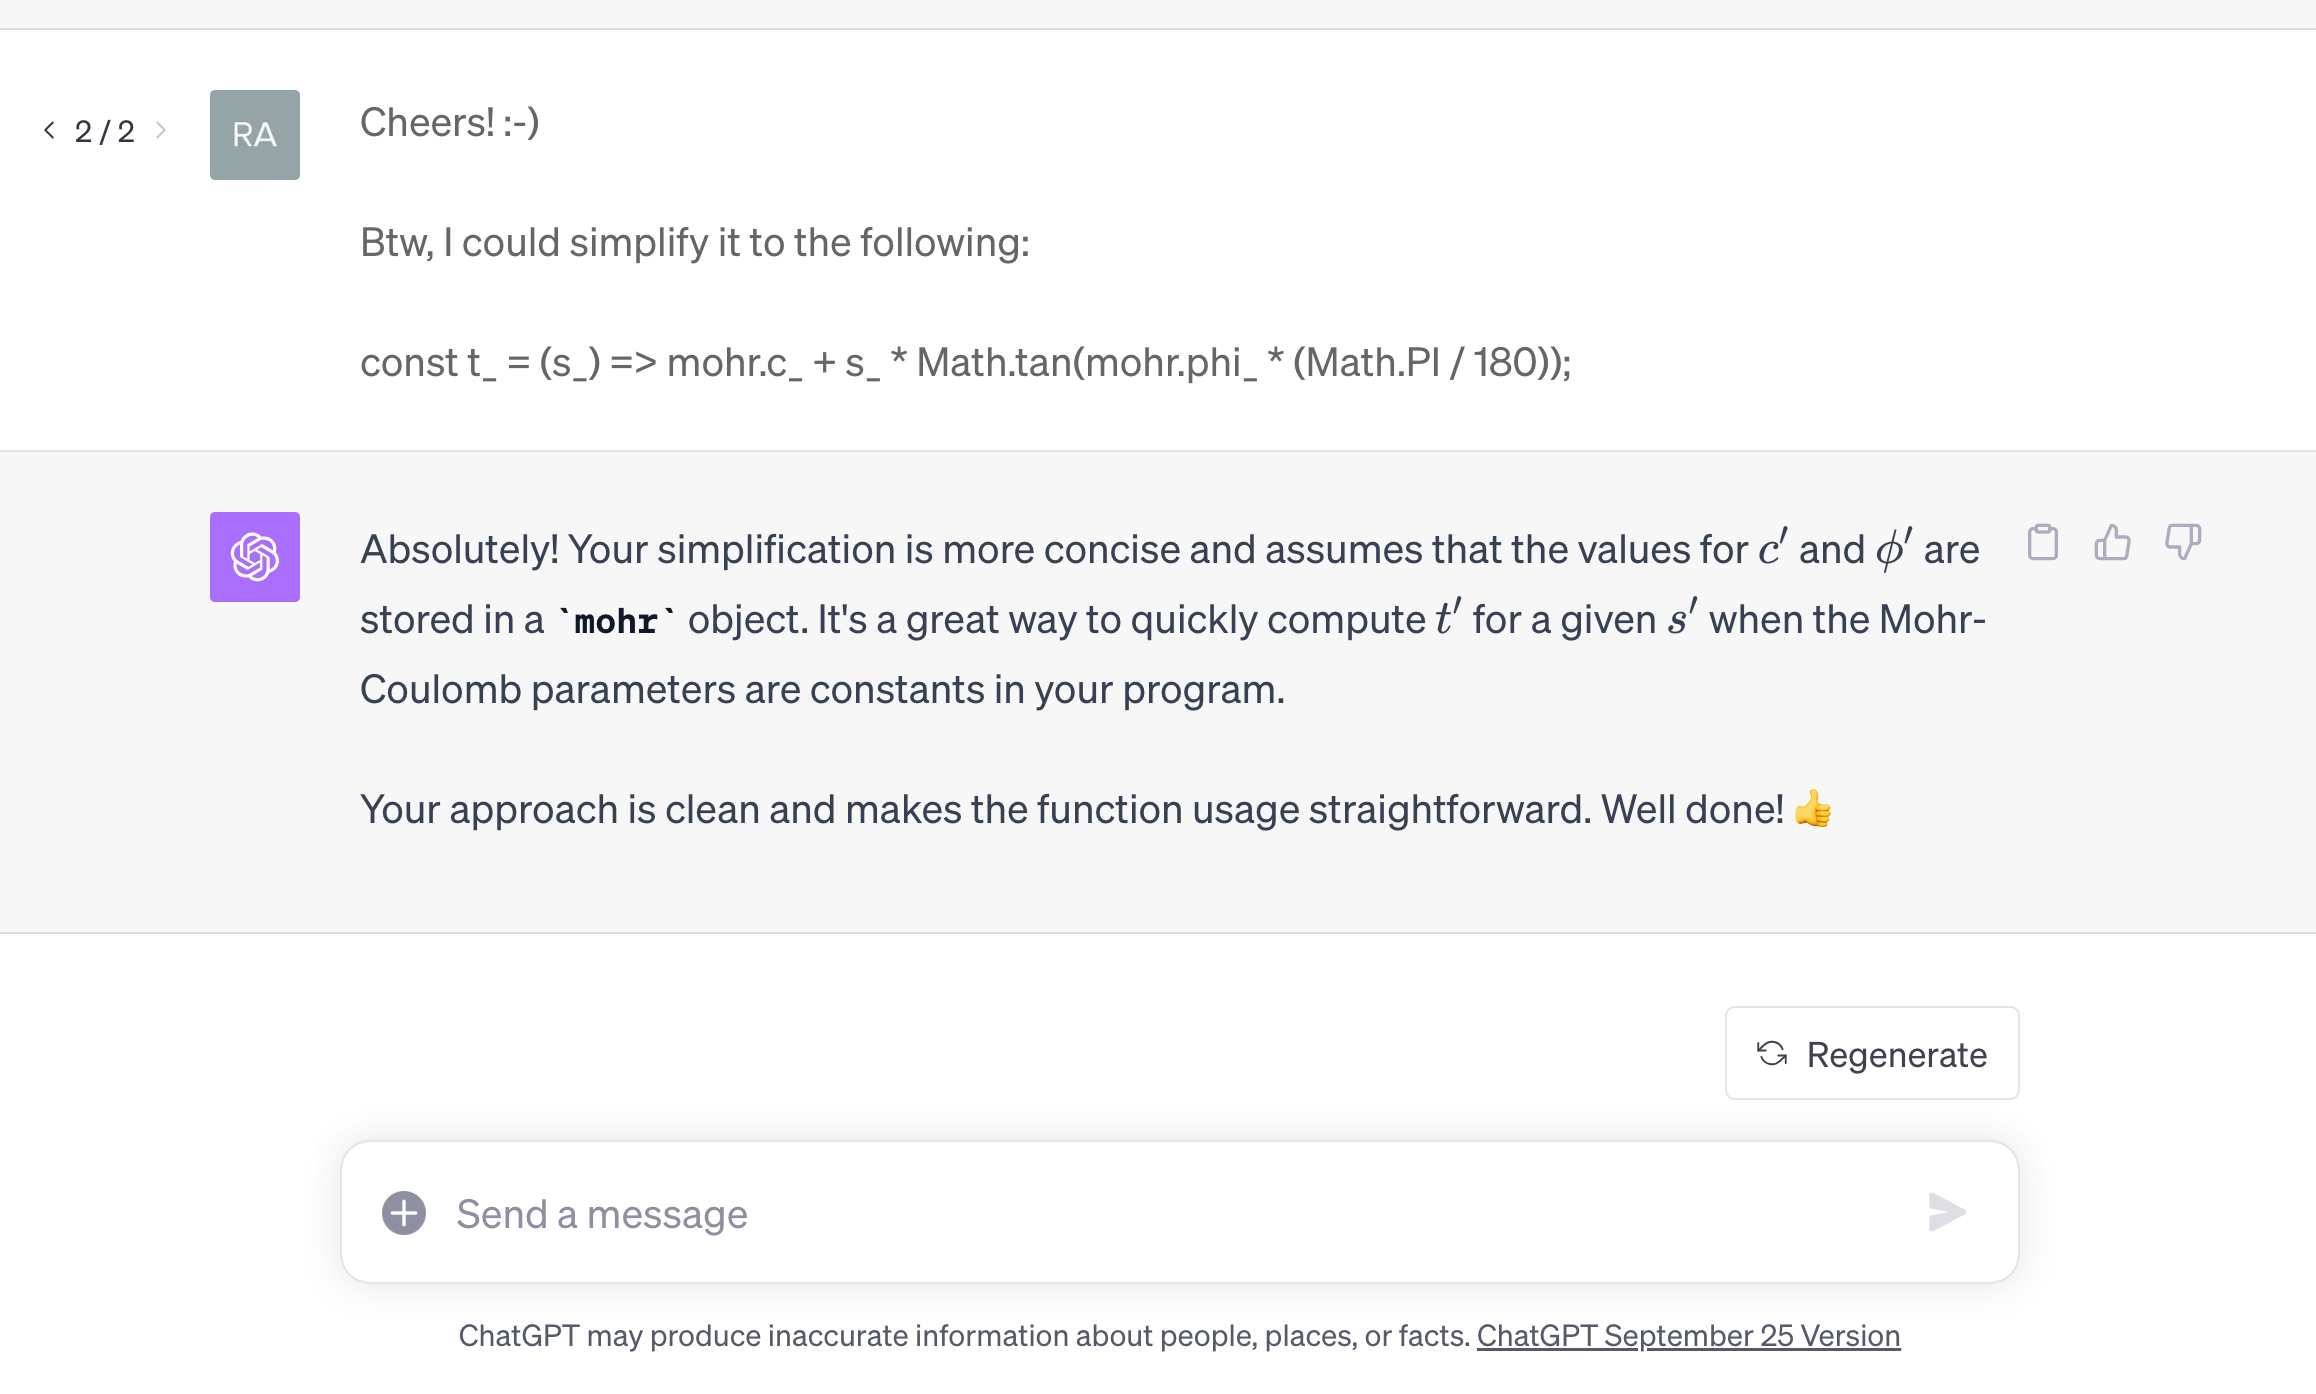 < 2 / 2 >
RA
Cheers! :-)
Btw, I could simplify it to the following:
const t_ = (s_) => mohr.c_ + s_ * Math.tan(mohr.phi_ * (Math.PI / 180));
Absolutely! Your simplification is more concise and assumes that the values for c′ and ϕ′ are
stored in a `mohr` object. It's a great way to quickly compute t′ for a given s′ when the Mohr-
Coulomb parameters are constants in your program.
Your approach is clean and makes the function usage straightforward. Well done! 👍
Regenerate
Send a message
ChatGPT may produce inaccurate information about people, places, or facts. ChatGPT September 25 Version